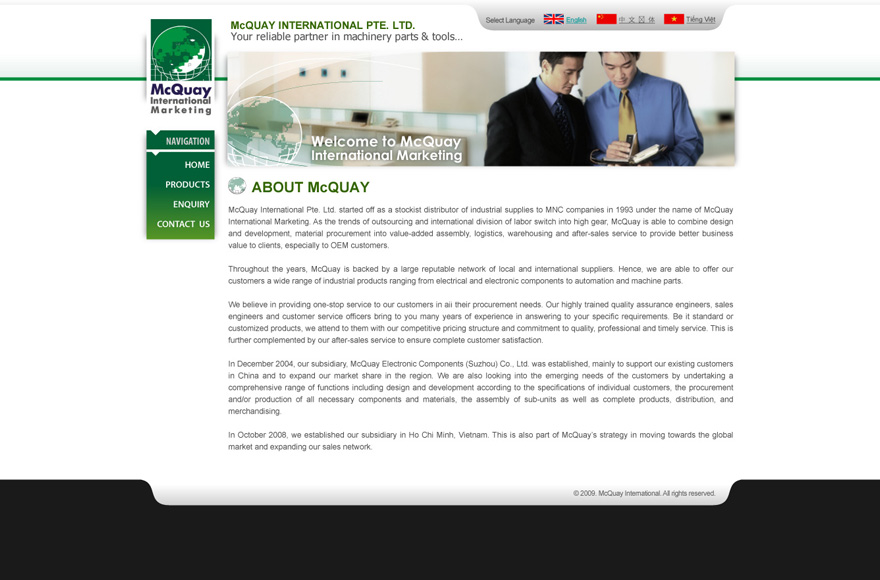 McQUAY INTERNATIONAL PTE. LTD.
Your reliable partner in machinery parts & tools...
Select Language
English
中 文 
Tiếng Việt
McQuay
International
Marketing
NAVIGATION
HOME
PRODUCTS
ENQUIRY
CONTACT US
Welcome to McQuay
International Marketing
ABOUT McQUAY
McQuay International Pte. Ltd. started off as a stockist distributor of industrial supplies to MNC companies in 1993 under the name of McQuay
International Marketing. As the trends of outsourcing and international division of labor switch into high gear, McQuay is able to combine design
and development, material procurement into value-added assembly, logistics, warehousing and after-sales service to provide better business
value to clients, especially to OEM customers.
Throughout the years, McQuay is backed by a large reputable network of local and international suppliers. Hence, we are able to offer our
customers a wide range of industrial products ranging from electrical and electronic components to automation and machine parts.
We believe in providing one-stop service to our customers in all their procurement needs. Our highly trained quality assurance engineers, sales
engineers and customer service officers bring to you many years of experience in answering to your specific requirements. Be it standard or
customized products, we attend to them with our competitive pricing structure and commitment to quality, professional and timely service. This is
further complemented by our after-sales service to ensure complete customer satisfaction.
In December 2004, our subsidiary, McQuay Electronic Components (Suzhou) Co., Ltd. was established, mainly to support our existing customers
in China and to expand our market share in the region. We are also looking into the emerging needs of the customers by undertaking a
comprehensive range of functions including design and development according to the specifications of individual customers, the procurement
and/or production of all necessary components and materials, the assembly of sub-units as well as complete products, distribution, and
merchandising.
In October 2008, we established our subsidiary in Ho Chi Minh, Vietnam. This is also part of McQuay's strategy in moving towards the global
market and expanding our sales network.
© 2009. McQuay International. All rights reserved.